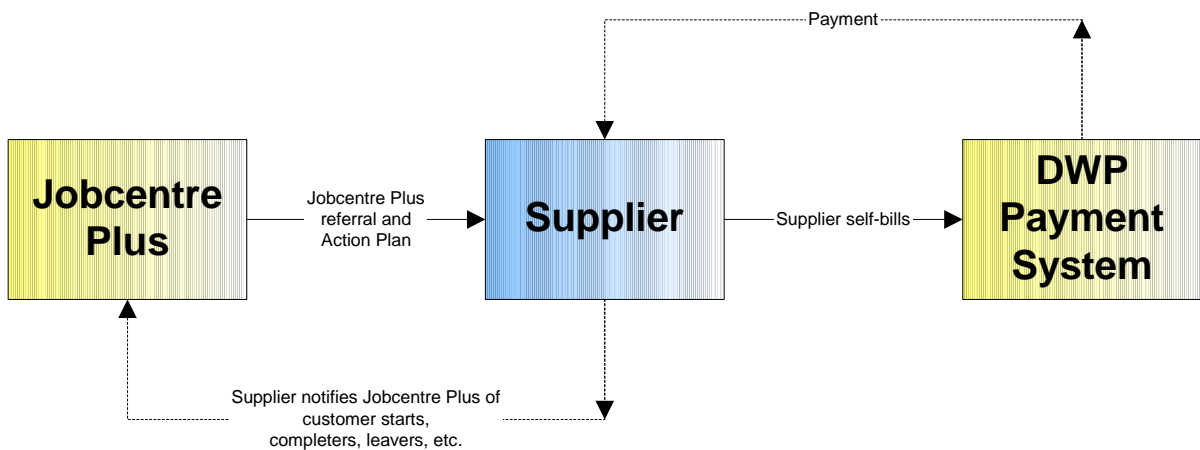 Payment
Jobcentre
Plus
Jobcentre Plus
referral and
Action Plan
Supplier
Supplier self-bills
DWP
Payment
System
Supplier notifies Jobcentre Plus of
customer starts,
completers, leavers, etc.